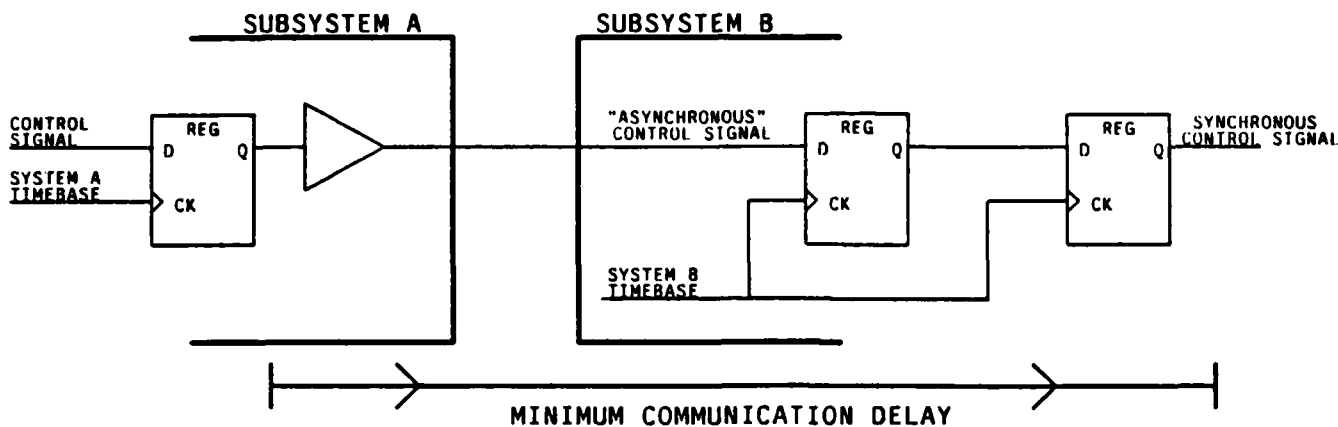 SUBSYSTEM A
SUBSYSTEM B
CONTROL
SIGNAL
REG
D
Q
SYSTEM A
TIMEBASE
CK
"ASYNCHRONOUS"
CONTROL SIGNAL
REG
D
Q
CK
REG
D
Q
CK
SYNCHRONOUS
CONTROL SIGNAL
SYSTEM B
TIMEBASE
MINIMUM COMMUNICATION DELAY